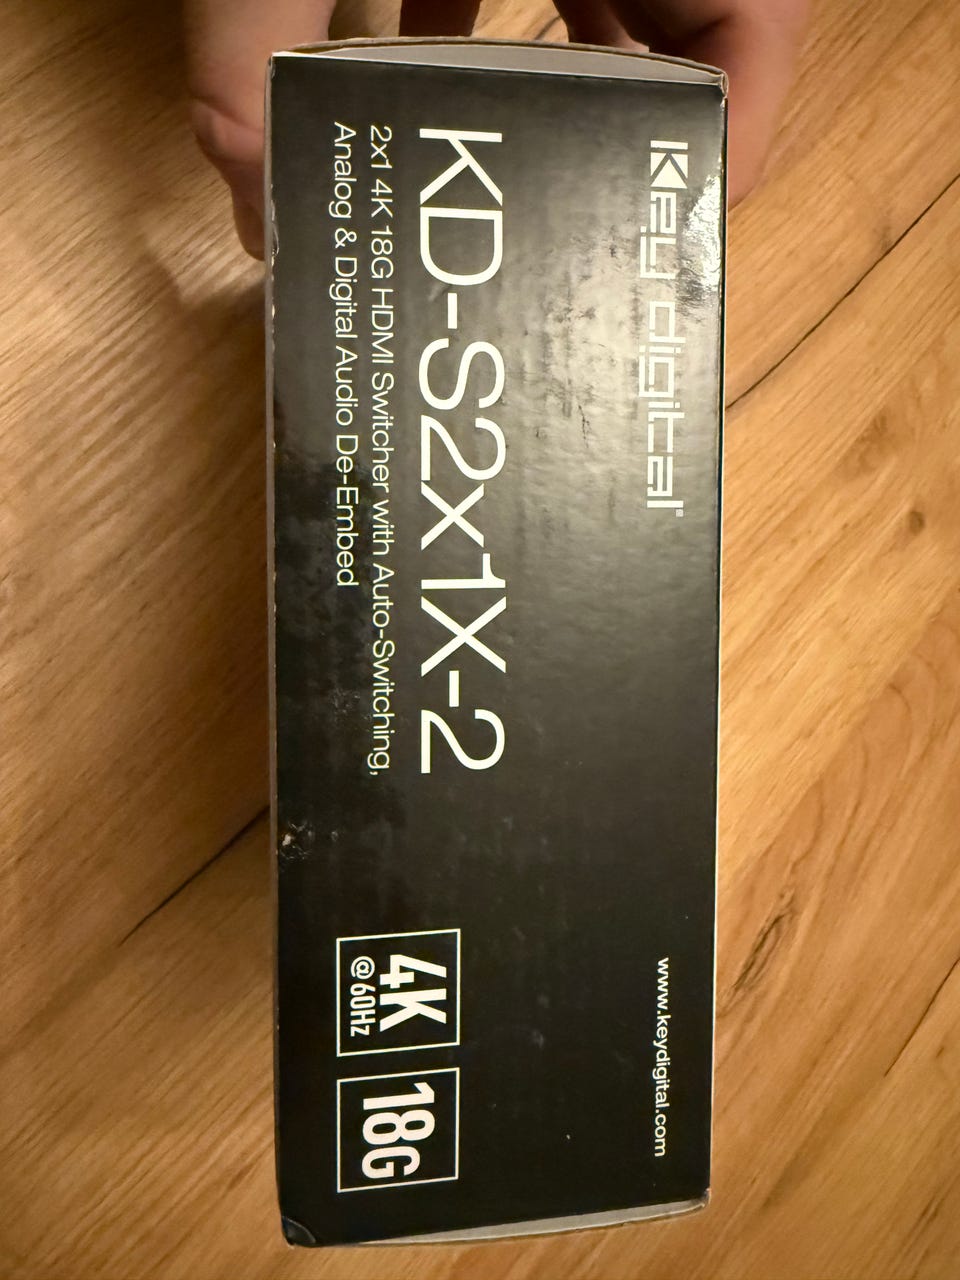 Key digital®
www.keydigital.com
KD-S2x1X-2
2x1 4K 18G HDMI Switcher with Auto-Switching,
Analog & Digital Audio De-Embed
4K
@60Hz
18G